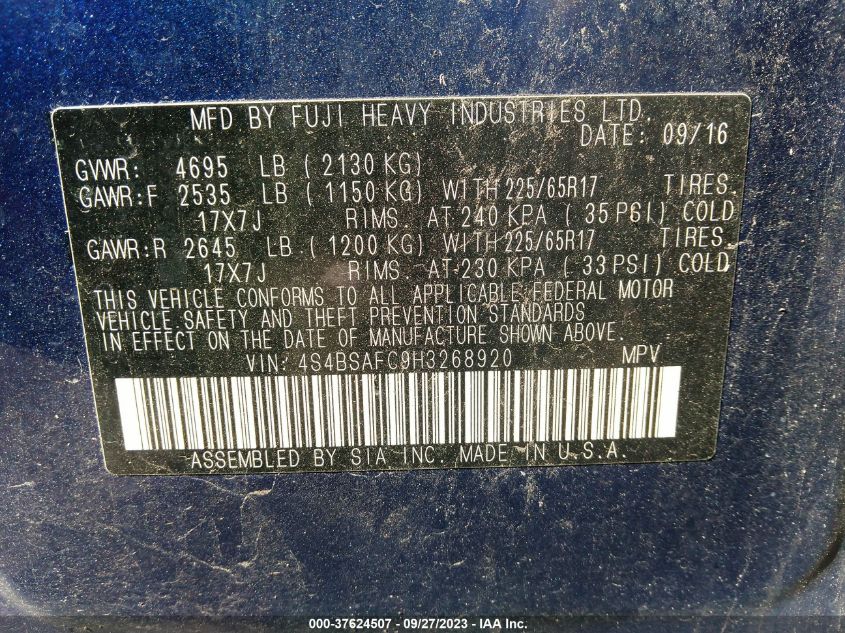 MFD BY FUJI HEAVY INDUSTRIES LTD.
DATE: 09/16
GVWR: 4695 LB (2130 KG)
GAWR:F 2535 LB (1150 KG) WITH 225/65R17 TIRES.
17X7J RIMS. AT 240 KPA (35 PSI) COLD
GAWR:R 2645 LB (1200 KG) WITH 225/65R17 TIRES.
17X7J RIMS. AT 230 KPA (33 PSI) COLD.
THIS VEHICLE CONFORMS TO ALL APPLICABLE FEDERAL MOTOR
VEHICLE SAFETY AND THEFT PREVENTION STANDARDS
IN EFFECT ON THE DATE OF MANUFACTURE SHOWN ABOVE.
VIN: 4S4BSAFC9H3268920 MPV
ASSEMBLED BY SIA INC. MADE IN U.S.A.
000-37624507 - 09/27/2023 - IAA Inc.